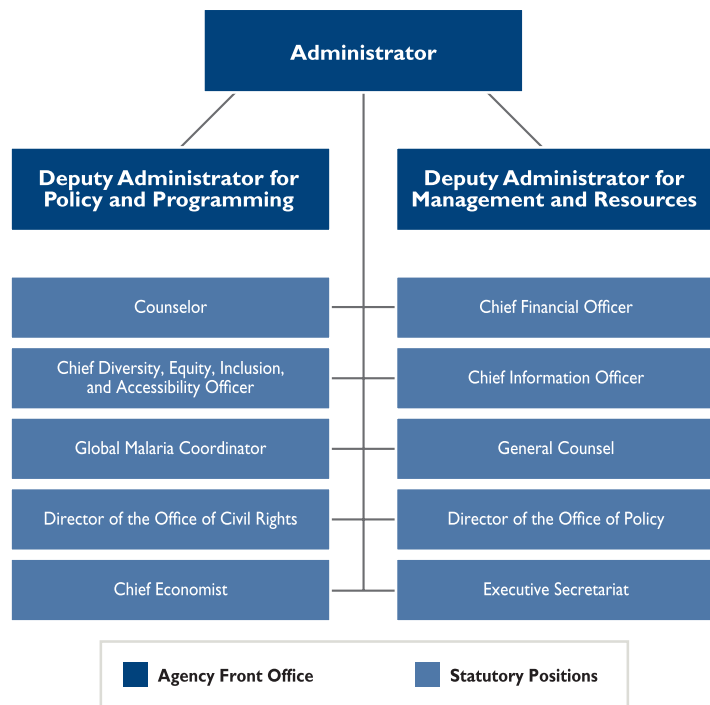 Administrator
Deputy Administrator for
Policy and Programming
Deputy Administrator for
Management and Resources
Counselor
Chief Financial Officer
Chief Diversity, Equity, Inclusion,
and Accessibility Officer
Chief Information Officer
Global Malaria Coordinator
General Counsel
Director of the Office of Civil Rights
Director of the Office of Policy
Chief Economist
Executive Secretariat
Agency Front Office
Statutory Positions